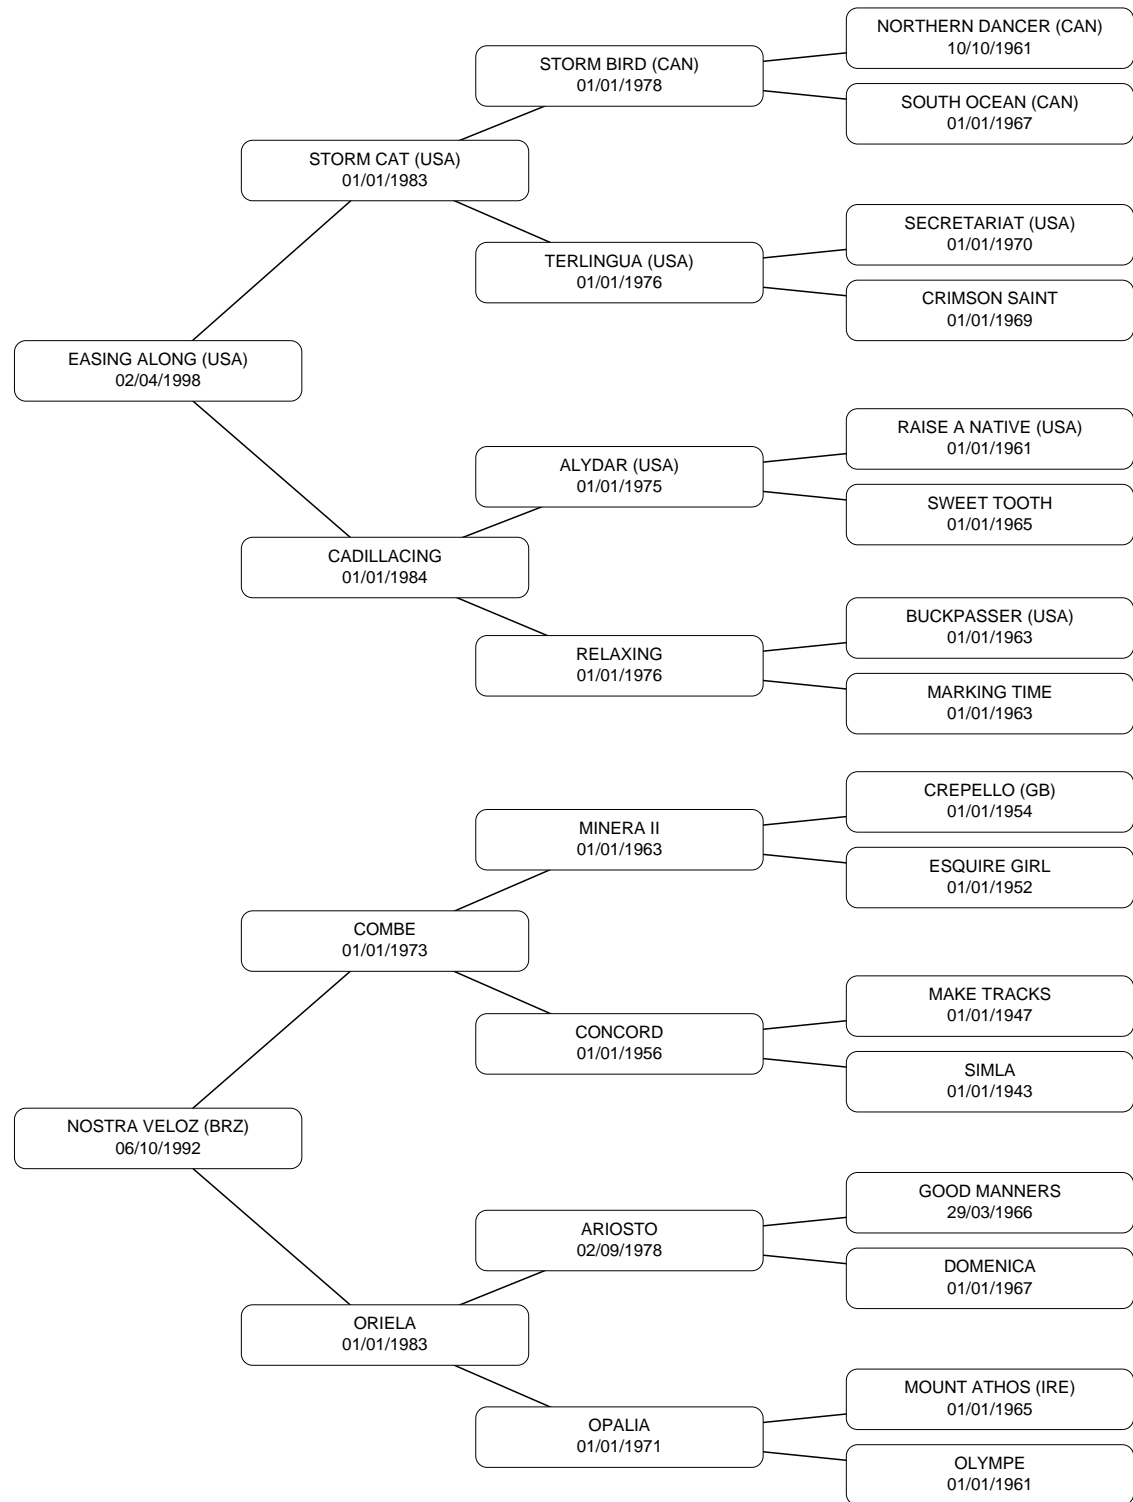 NORTHERN DANCER (CAN)
10/10/1961
STORM BIRD (CAN)
01/01/1978
SOUTH OCEAN (CAN)
01/01/1967
STORM CAT (USA)
01/01/1983
SECRETARIAT (USA)
01/01/1970
TERLINGUA (USA)
01/01/1976
CRIMSON SAINT
01/01/1969
EASING ALONG (USA)
02/04/1998
RAISE A NATIVE (USA)
01/01/1961
ALYDAR (USA)
01/01/1975
SWEET TOOTH
01/01/1965
CADILLACING
01/01/1984
BUCKPASSER (USA)
01/01/1963
RELAXING
01/01/1976
MARKING TIME
01/01/1963
CREPELLO (GB)
01/01/1954
MINERA II
01/01/1963
ESQUIRE GIRL
01/01/1952
COMBE
01/01/1973
MAKE TRACKS
01/01/1947
CONCORD
01/01/1956
SIMLA
01/01/1943
NOSTRA VELOZ (BRZ)
06/10/1992
GOOD MANNERS
29/03/1966
ARIOSTO
02/09/1978
DOMENICA
01/01/1967
ORIELA
01/01/1983
MOUNT ATHOS (IRE)
01/01/1965
OPALIA
01/01/1971
OLYMPE
01/01/1961